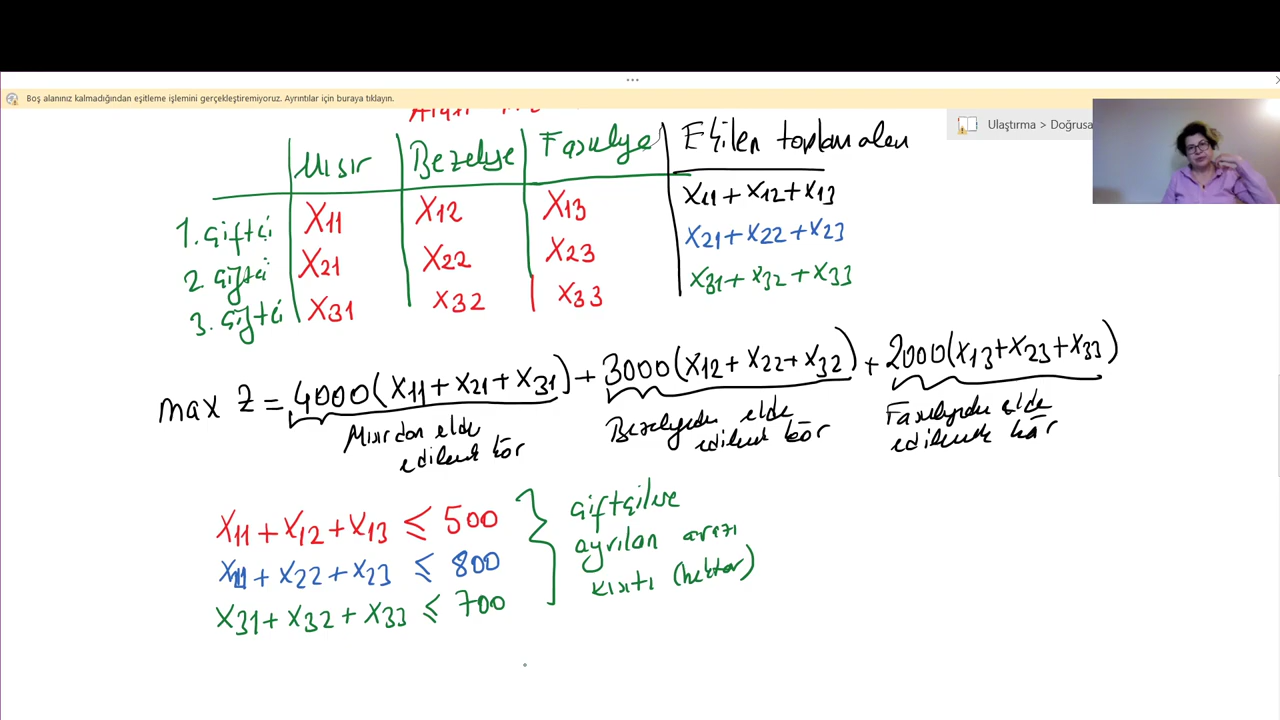 Boş alanınız kalmadığından eşitleme işlemini gerçekleştiremiyoruz. Ayrıntılar için buraya tıklayın.
Ulaştırma > Doğrusa
Mısır Bezelye Fasulye Ekilen toplam alan
1. çiftçi X11 X12 X13 X11 + X12 + X13
2 çiftçi X21 X22 X23 X21 + X22 + X23
3. çiftçi X31 X32 X33 X31 + X32 + X33
max Z = 4000(X11 + X21 + X31) + 3000(X12 + X22 + X32) + 2000(X13 + X23 + X33)
Mısırdan elde edilecek kâr
Bezelyeden elde edilecek kâr
Fasulyeden elde edilecek kâr
X11 + X12 + X13 ≤ 500
X11 + X22 + X23 ≤ 800
X31 + X32 + X33 ≤ 700
çiftçilere
ayrılan arazi
kısıtı (hektar)